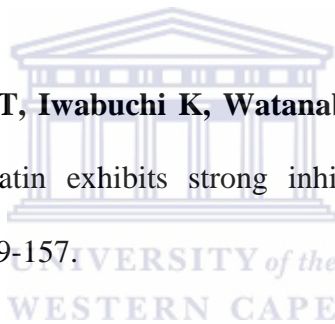 T, Iwabuchi K, Watanab
atin exhibits strong inhi
9-157.
UNIVERSITY of the
WESTERN CAPE